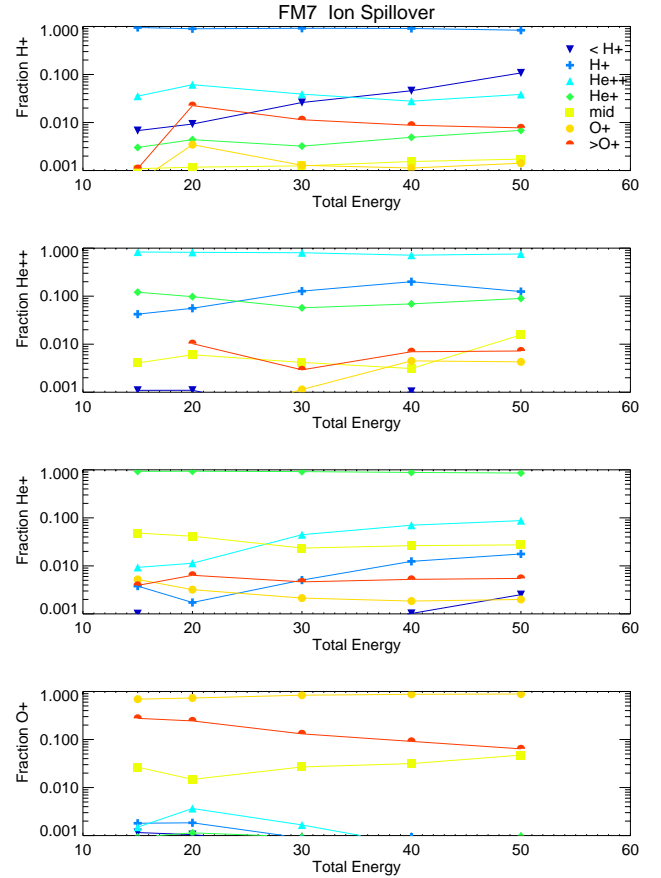 FM7 Ion Spillover
Fraction H+
1.000
0.100
0.010
0.001
< H+
H+
He++
He+
mid
O+
>O+
10 20 30 40 50 60
Total Energy
Fraction He++
1.000
0.100
0.010
0.001
10 20 30 40 50 60
Total Energy
Fraction He+
1.000
0.100
0.010
0.001
10 20 30 40 50 60
Total Energy
Fraction O+
1.000
0.100
0.010
0.001
10 20 30 40 50 60
Total Energy